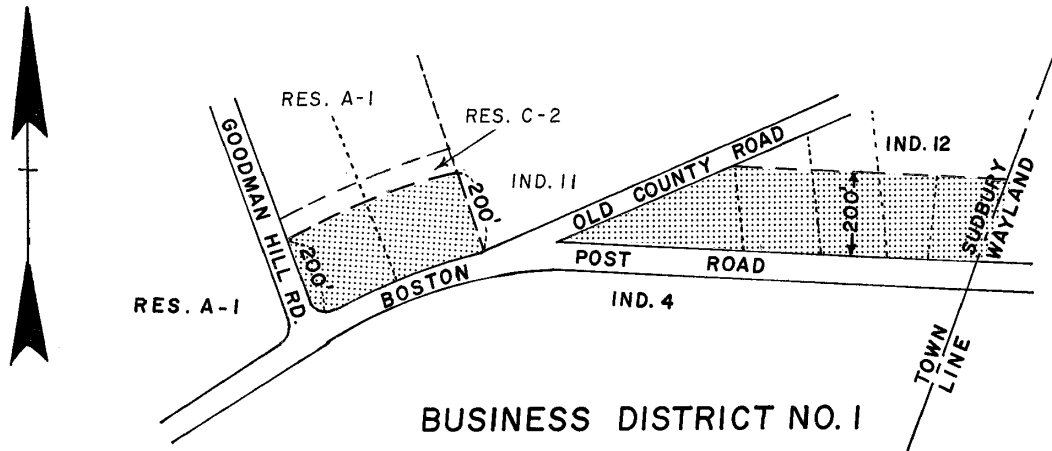 RES. A-1
RES. C-2
GOODMAN HILL RD.
IND. 11
OLD COUNTY ROAD
IND. 12
200'
200'
200'
SUDBURY
WAYLAND
BOSTON POST ROAD
RES. A-1
IND. 4
TOWN LINE
BUSINESS DISTRICT NO. 1